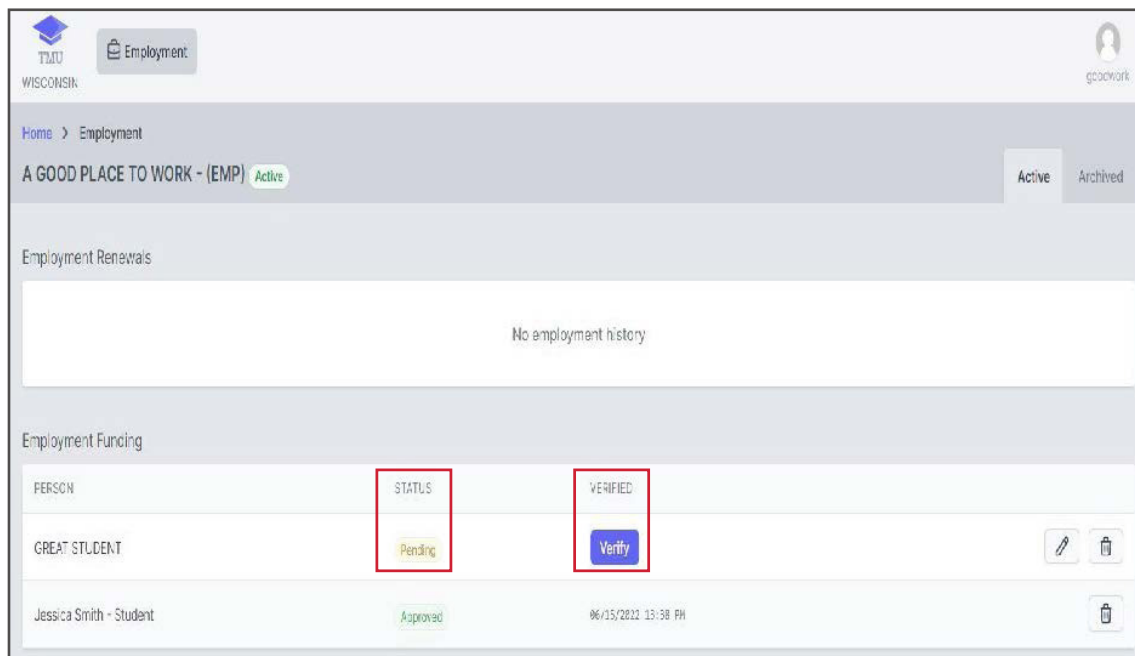 TMU
WISCONSIN
Employment
goodwork
Home > Employment
A GOOD PLACE TO WORK - (EMP) Active
Active Archived
Employment Renewals
No employment history
Employment Funding
PERSON STATUS VERIFIED
GREAT STUDENT Pending Verify
Jessica Smith - Student Approved 06/15/2022 13:38 PM